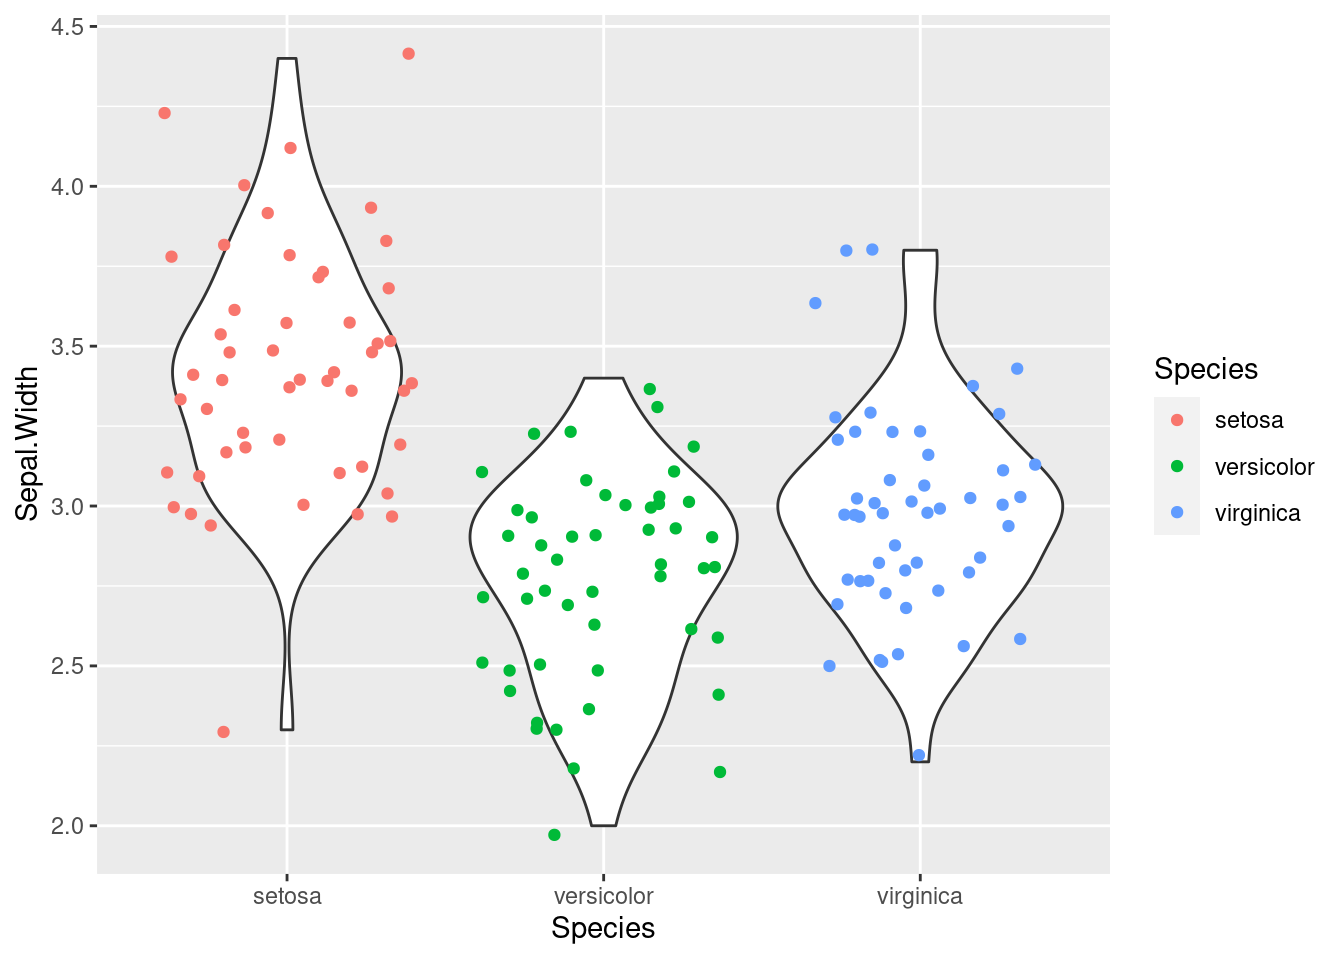 4.5
4.0
3.5
3.0
2.5
2.0
Sepal.Width
setosa
versicolor
virginica
Species
Species
setosa
versicolor
virginica